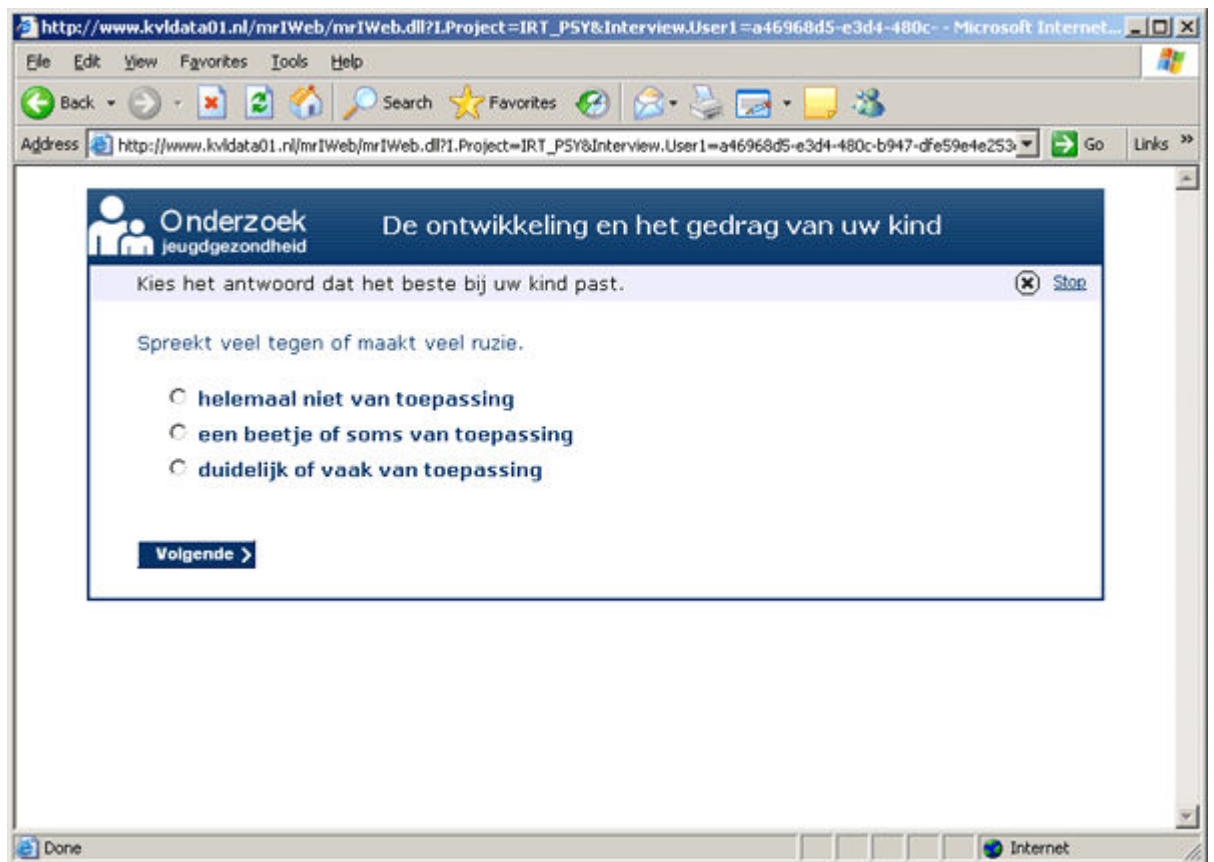 http://www.kvldata01.nl/mrIWeb/mrIWeb.dll?I.Project=IRT_PSY&Interview.User1=a46968d5-e3d4-480c- - Microsoft Internet...
File Edit View Favorites Tools Help
Back Search Favorites
Address http://www.kvldata01.nl/mrIWeb/mrIWeb.dll?I.Project=IRT_PSY&Interview.User1=a46968d5-e3d4-480c-b947-dfe59e4e253 Go Links »
Onderzoek De ontwikkeling en het gedrag van uw kind
jeugdgezondheid
Kies het antwoord dat het beste bij uw kind past. Stop
Spreekt veel tegen of maakt veel ruzie.
helemaal niet van toepassing
een beetje of soms van toepassing
duidelijk of vaak van toepassing
Volgende >
Done Internet